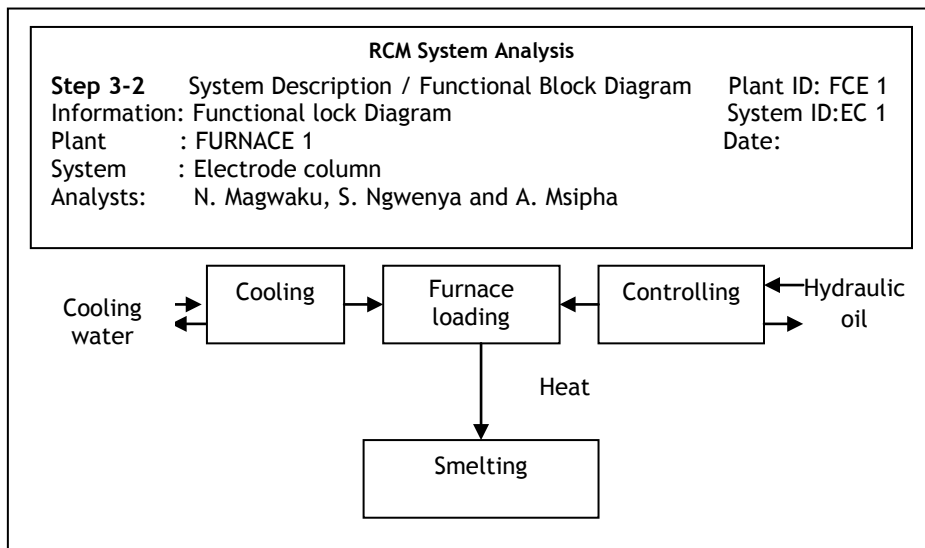 RCM System Analysis
Step 3-2 System Description / Functional Block Diagram Plant ID: FCE 1
Information: Functional lock Diagram System ID:EC 1
Plant : FURNACE 1 Date:
System : Electrode column
Analysts: N. Magwaku, S. Ngwenya and A. Msipha
Cooling water
Cooling
Furnace loading
Controlling
Hydraulic oil
Heat
Smelting